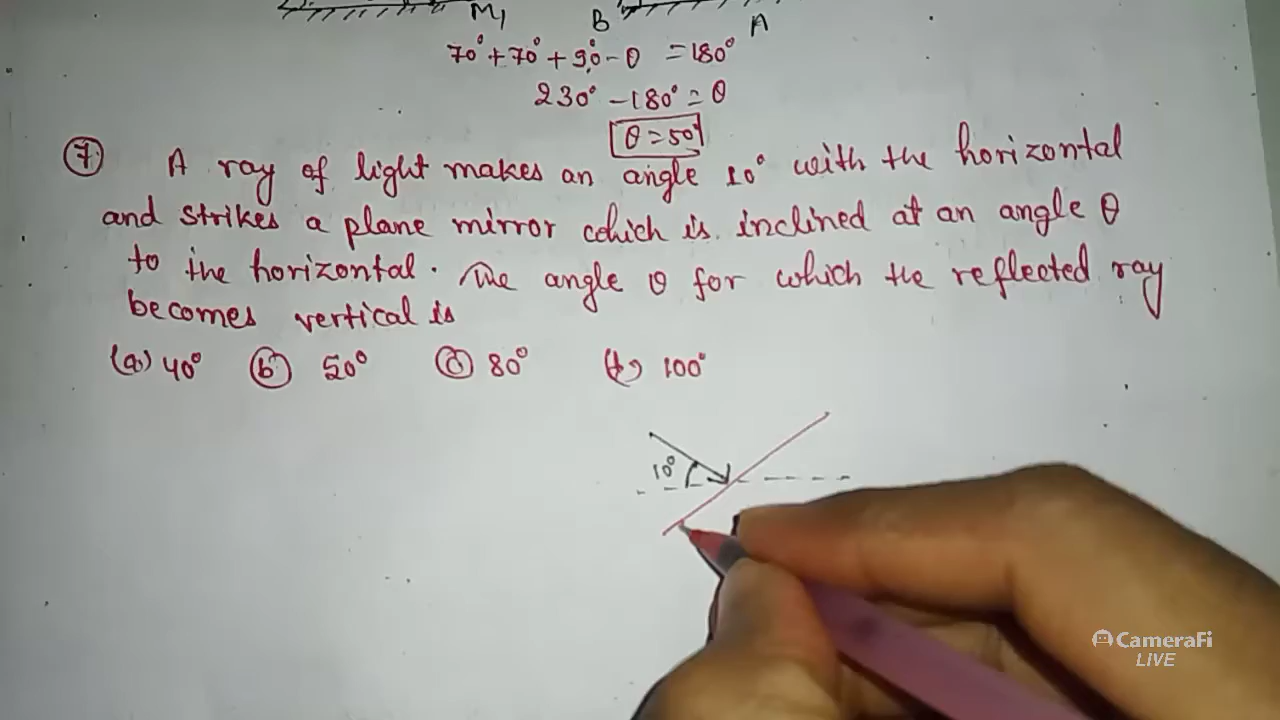 M₁ B A
70° + 70° + 90° - θ = 180°
230° - 180° = θ
θ = 50°
⑦ A ray of light makes an angle 10° with the horizontal
and strikes a plane mirror which is inclined at an angle θ
to the horizontal. The angle θ for which the reflected ray
becomes vertical is
(a) 40° ⓑ 50° ⓒ 80° (d) 100°
10°
CameraFi
LIVE